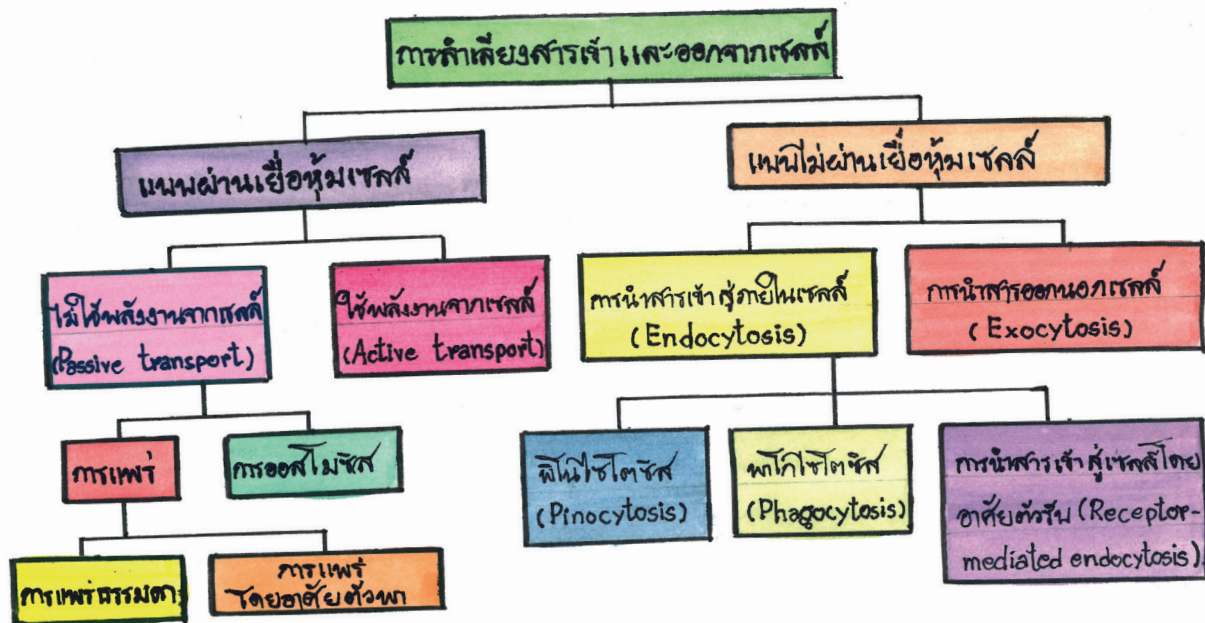 การลำเลียงสารเข้าและออกจากเซลล์
แบบผ่านเยื่อหุ้มเซลล์
แบบไม่ผ่านเยื่อหุ้มเซลล์
ไม่ใช้พลังงานจากเซลล์
(Passive transport)
ใช้พลังงานจากเซลล์
(Active transport)
การนำสารเข้าสู่ภายในเซลล์
(Endocytosis)
การนำสารออกนอกเซลล์
(Exocytosis)
การแพร่
การออสโมซิส
พิโนไซโตซิส
(Pinocytosis)
ฟาโกไซโตซิส
(Phagocytosis)
การนำสารเข้าสู่เซลล์โดย
อาศัยตัวรับ (Receptor-
mediated endocytosis).
การแพร่ธรรมดา
การแพร่
โดยอาศัยตัวพา